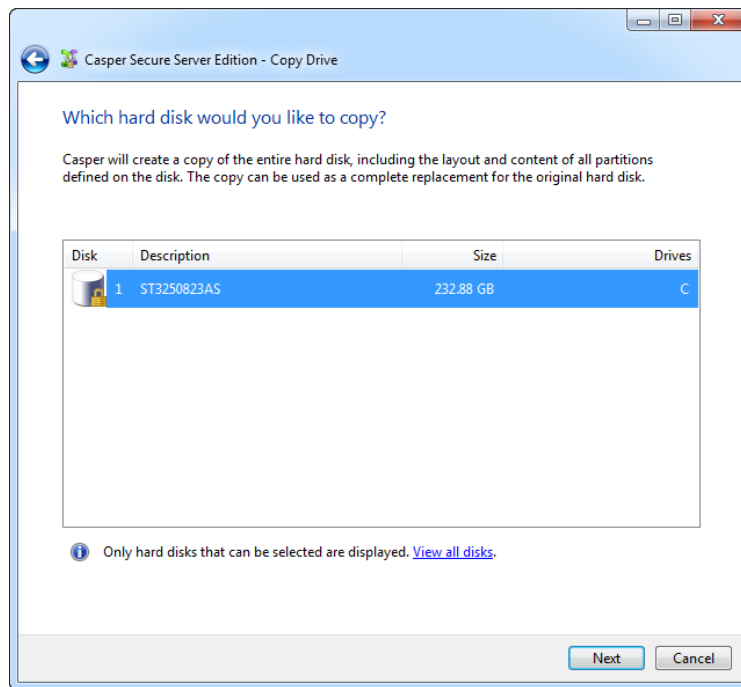 Casper Secure Server Edition - Copy Drive
Which hard disk would you like to copy?
Casper will create a copy of the entire hard disk, including the layout and content of all partitions
defined on the disk. The copy can be used as a complete replacement for the original hard disk.
Disk Description Size Drives
1 ST3250823AS 232.88 GB C
Only hard disks that can be selected are displayed. View all disks.
Next Cancel